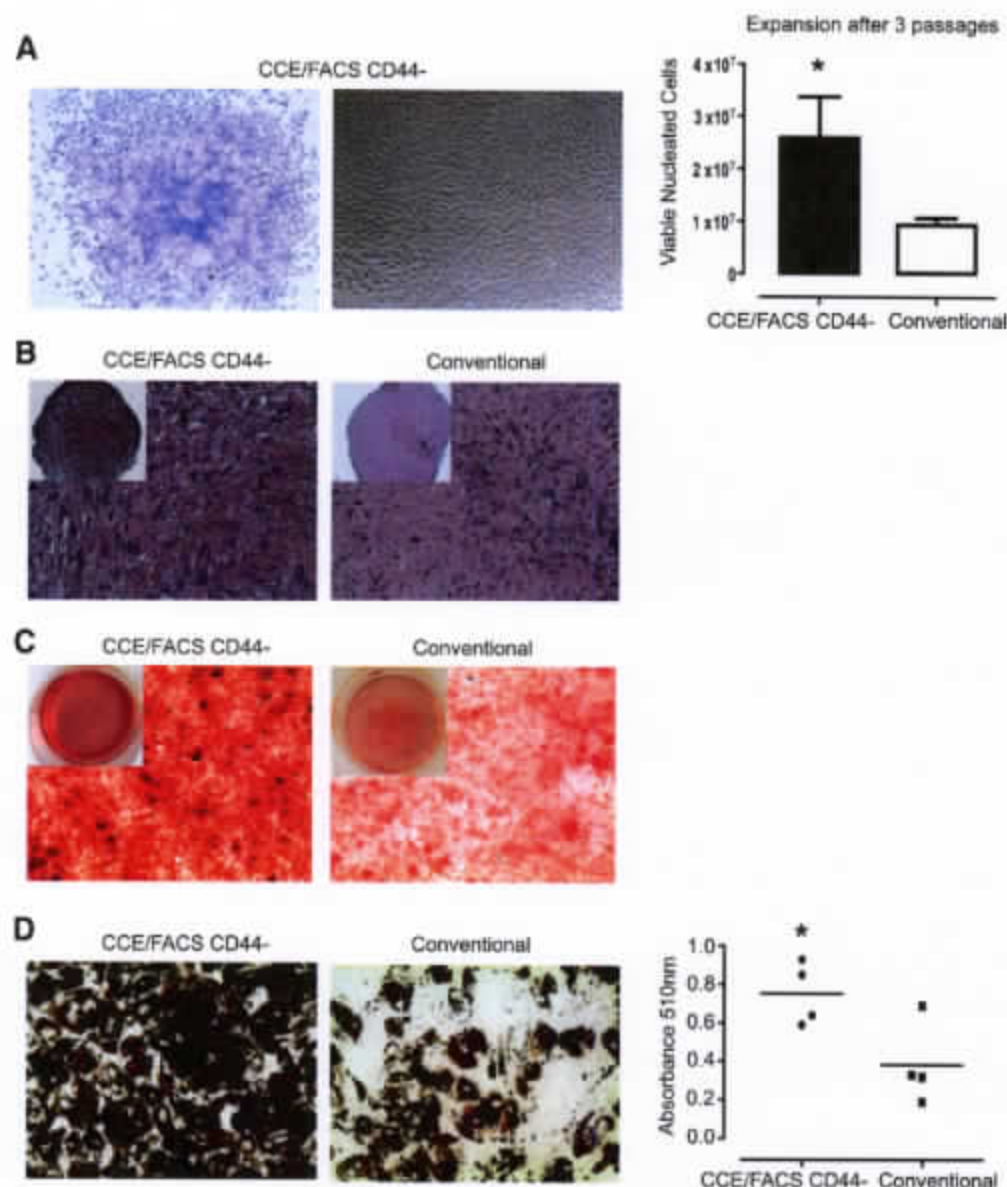 A
CCE/FACS CD44-
Expansion after 3 passages
Viable Nucleated Cells
4x10⁷
3x10⁷
2x10⁷
1x10⁷
0
*
CCE/FACS CD44- Conventional
B
CCE/FACS CD44- Conventional
C
CCE/FACS CD44- Conventional
D
CCE/FACS CD44- Conventional
Absorbance 510nm
1.0
0.8
0.6
0.4
0.2
0.0
*
CCE/FACS CD44- Conventional